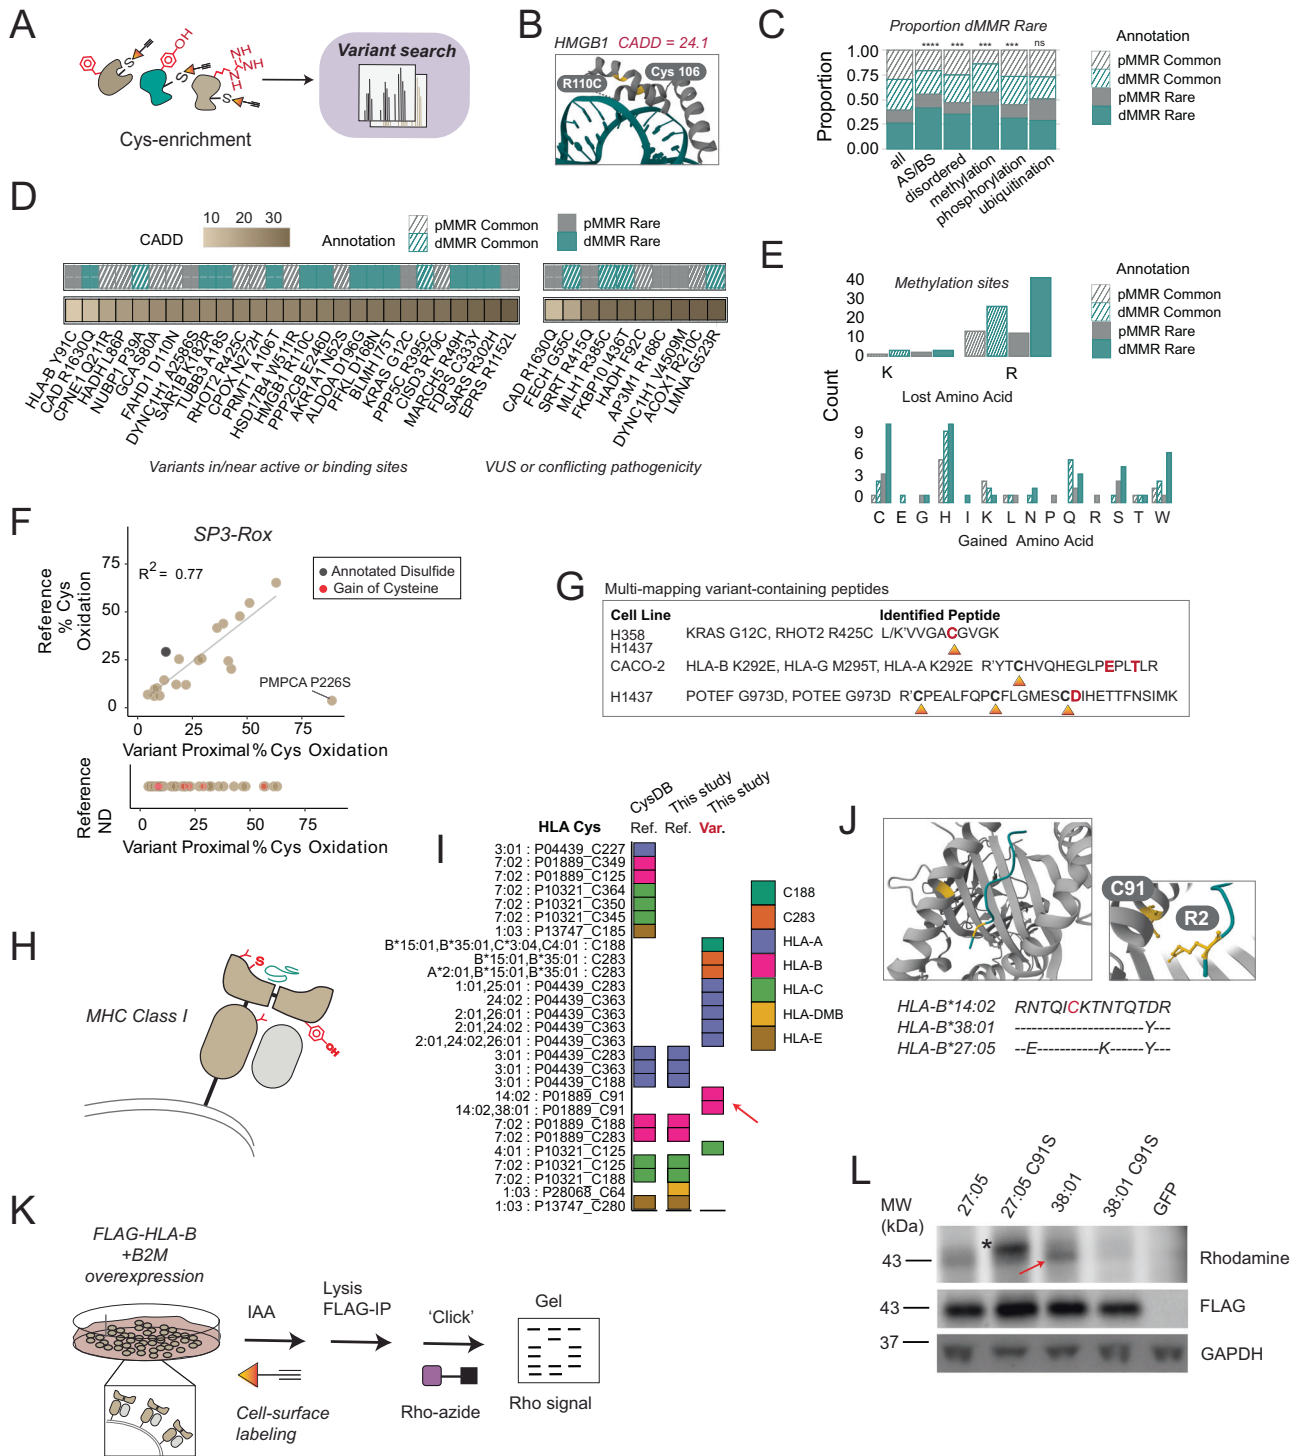 A
Variant search
S
S
S
OH
NH
NH
NH
Cys-enrichment
B
HMGB1 CADD = 24.1
Cys 106
R110C
C
Proportion dMMR Rare
**** *** *** *** ns
Proportion
1.00
0.75
0.50
0.25
0.00
all
AS/BS
disordered
methylation
phosphorylation
ubiquitination
Annotation
pMMR Common
dMMR Common
pMMR Rare
dMMR Rare
D
10 20 30
CADD
Annotation
pMMR Common
dMMR Common
pMMR Rare
dMMR Rare
HLA-B Y91C
CAD R1630Q
CPNE1 Q211R
HADH L86P
NUBP1 P39A
GCA S80A
FAHD1 D110N
DYNC1H1 A2586S
SAR1B K182R
TUBB3 A18S
RHOT2 R425C
CPOX N272H
PRMT1 A106T
HSD17B4 W511R
HMGB1 R110C
PPP2CB E246D
AKR1A1 N52S
ALDOA D196G
PFKL D168N
BLMH I175T
KRAS G12C
PPP5C R395C
CISD3 R79C
MARCH5 R49H
FDPS C333Y
SARS R302H
EPRS R1152L
CAD R1630Q
FECH G55C
SRRT R415Q
MLH1 R385C
FKBP10 I436T
HADH F92C
AP3M1 R168C
DYNC1H1 V4509M
ACOX1 R210C
LMNA G523R
Variants in/near active or binding sites
VUS or conflicting pathogenicity
E
Methylation sites
Annotation
pMMR Common
dMMR Common
pMMR Rare
dMMR Rare
40
30
20
10
0
K R
Lost Amino Acid
Count
9
6
3
0
C E G H I K L N P Q R S T W
Gained Amino Acid
F
SP3-Rox
R2 = 0.77
Annotated Disulfide
Gain of Cysteine
Reference
% Cys
Oxidation
75
50
25
0
PMPCA P226S
0 25 50 75
Variant Proximal % Cys Oxidation
Reference
ND
0 25 50 75
Variant Proximal % Cys Oxidation
G
Multi-mapping variant-containing peptides
Cell Line Identified Peptide
H358 KRAS G12C, RHOT2 R425C L/K'VVGACGVGK
H1437
CACO-2 HLA-B K292E, HLA-G M295T, HLA-A K292E R'YTCHVQHEGLPEPLTLR
H1437 POTEF G973D, POTEE G973D R'CPEALFQPCFLGMESCDIHETTFNSIMK
H
S
OH
MHC Class I
I
CysDB This study This study
HLA Cys Ref. Ref. Var.
3:01 : P04439_C227
7:02 : P01889_C349
7:02 : P01889_C125
7:02 : P10321_C364
7:02 : P10321_C350
7:02 : P10321_C345
1:03 : P13747_C185
B*15:01,B*35:01,C*3:04,C4:01 : C188
B*15:01,B*35:01 : C283
A*2:01,B*15:01,B*35:01 : C283
1:01,25:01 : P04439_C283
24:02 : P04439_C363
2:01,26:01 : P04439_C363
2:01,24:02 : P04439_C363
2:01,24:02,26:01 : P04439_C363
3:01 : P04439_C283
3:01 : P04439_C363
3:01 : P04439_C188
14:02 : P01889_C91
14:02,38:01 : P01889_C91
7:02 : P01889_C188
7:02 : P01889_C283
4:01 : P10321_C125
7:02 : P10321_C125
7:02 : P10321_C188
1:03 : P28068_C64
1:03 : P13747_C280
C188
C283
HLA-A
HLA-B
HLA-C
HLA-DMB
HLA-E
J
C91
R2
HLA-B*14:02 RNTQICKTNTQTDR
HLA-B*38:01 ----------------------Y---
HLA-B*27:05 --E-----------K------Y---
K
FLAG-HLA-B
+B2M
overexpression
IAA
Cell-surface
labeling
Lysis
FLAG-IP
'Click'
Rho-azide
Gel
Rho signal
L
27:05
27:05 C91S
38:01
38:01 C91S
GFP
MW
(kDa)
*
43
Rhodamine
43
FLAG
37
GAPDH